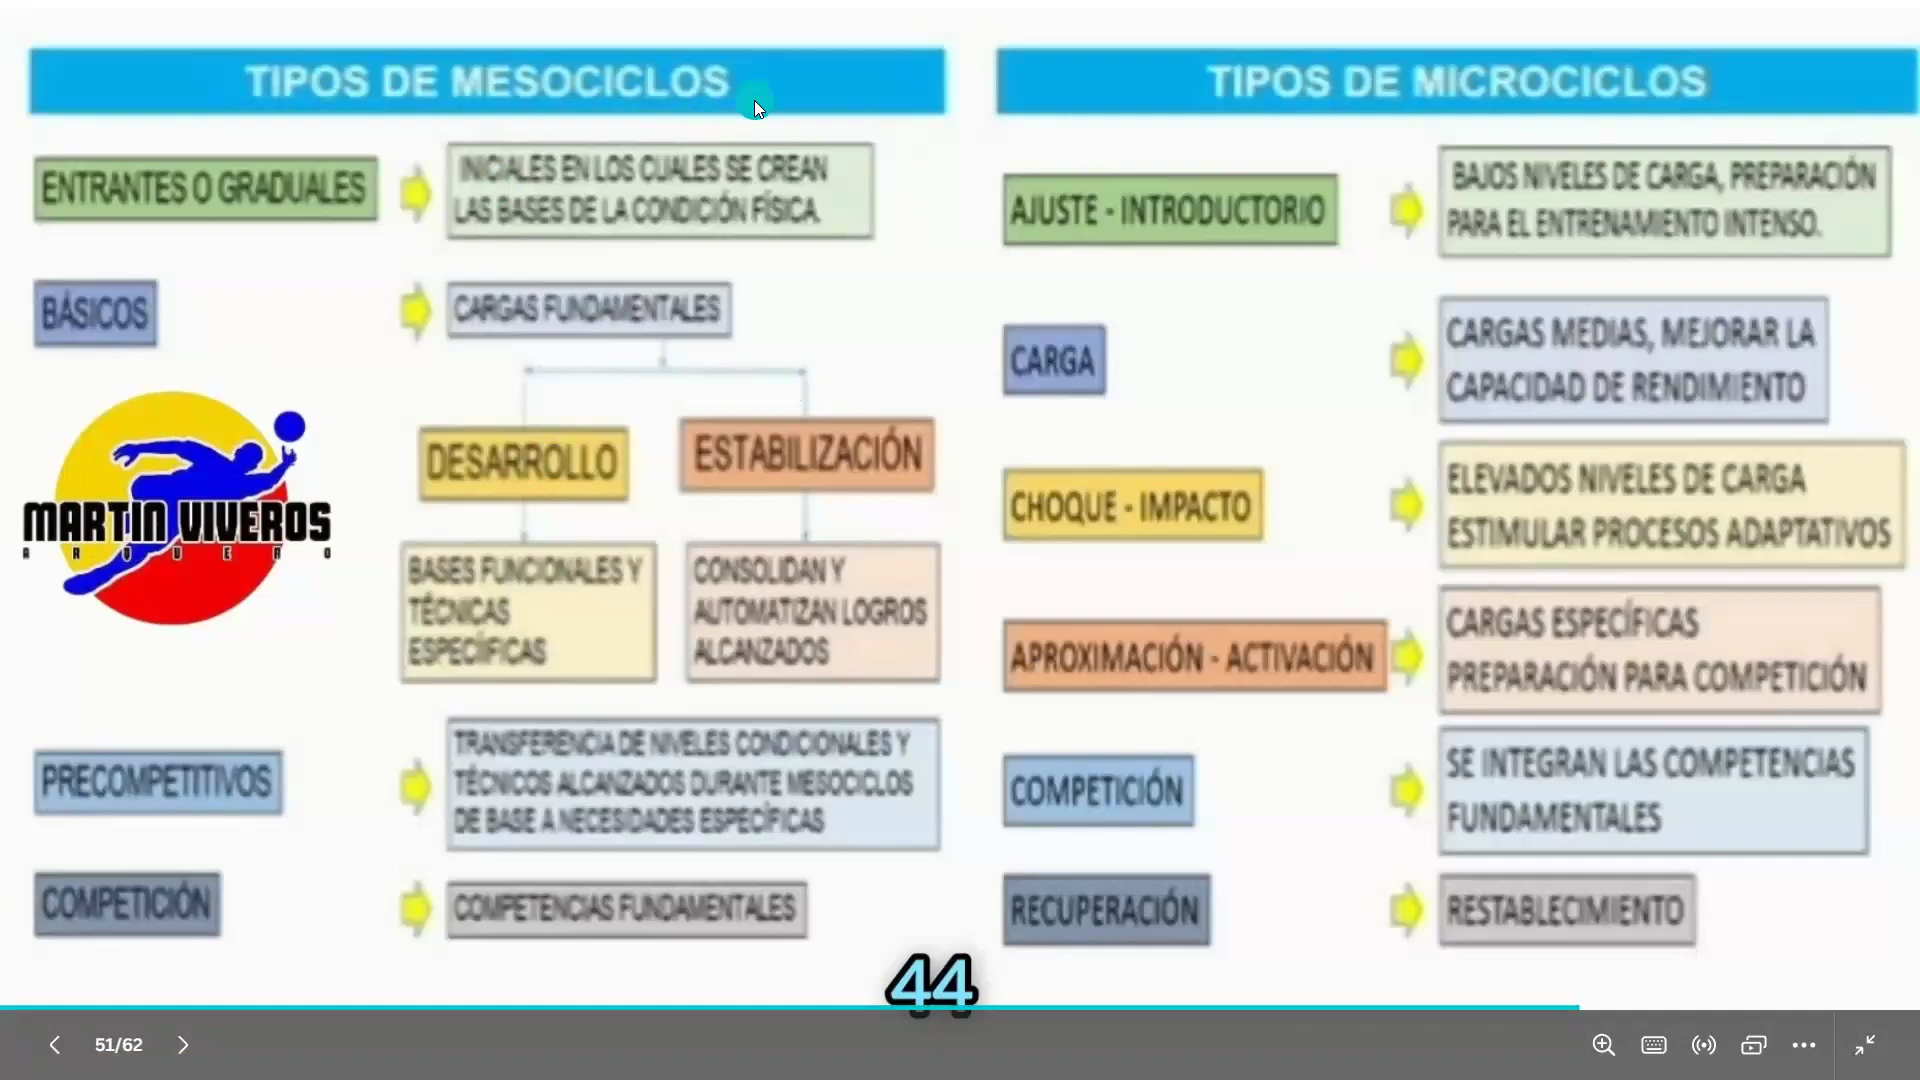 TIPOS DE MESOCICLOS
ENTRANTES O GRADUALES
INICIALES EN LOS CUALES SE CREAN
LAS BASES DE LA CONDICIÓN FÍSICA.
BÁSICOS
CARGAS FUNDAMENTALES
DESARROLLO
ESTABILIZACIÓN
BASES FUNCIONALES Y
TÉCNICAS
ESPECÍFICAS
CONSOLIDAN Y
AUTOMATIZAN LOGROS
ALCANZADOS
MARTIN VIVEROS
ARQUERO
PRECOMPETITIVOS
TRANSFERENCIA DE NIVELES CONDICIONALES Y
TÉCNICOS ALCANZADOS DURANTE MESOCICLOS
DE BASE A NECESIDADES ESPECÍFICAS
COMPETICIÓN
COMPETENCIAS FUNDAMENTALES
TIPOS DE MICROCICLOS
AJUSTE - INTRODUCTORIO
BAJOS NIVELES DE CARGA, PREPARACIÓN
PARA EL ENTRENAMIENTO INTENSO.
CARGA
CARGAS MEDIAS, MEJORAR LA
CAPACIDAD DE RENDIMIENTO
CHOQUE - IMPACTO
ELEVADOS NIVELES DE CARGA
ESTIMULAR PROCESOS ADAPTATIVOS
APROXIMACIÓN - ACTIVACIÓN
CARGAS ESPECÍFICAS
PREPARACIÓN PARA COMPETICIÓN
COMPETICIÓN
SE INTEGRAN LAS COMPETENCIAS
FUNDAMENTALES
RECUPERACIÓN
RESTABLECIMIENTO
44
51/62